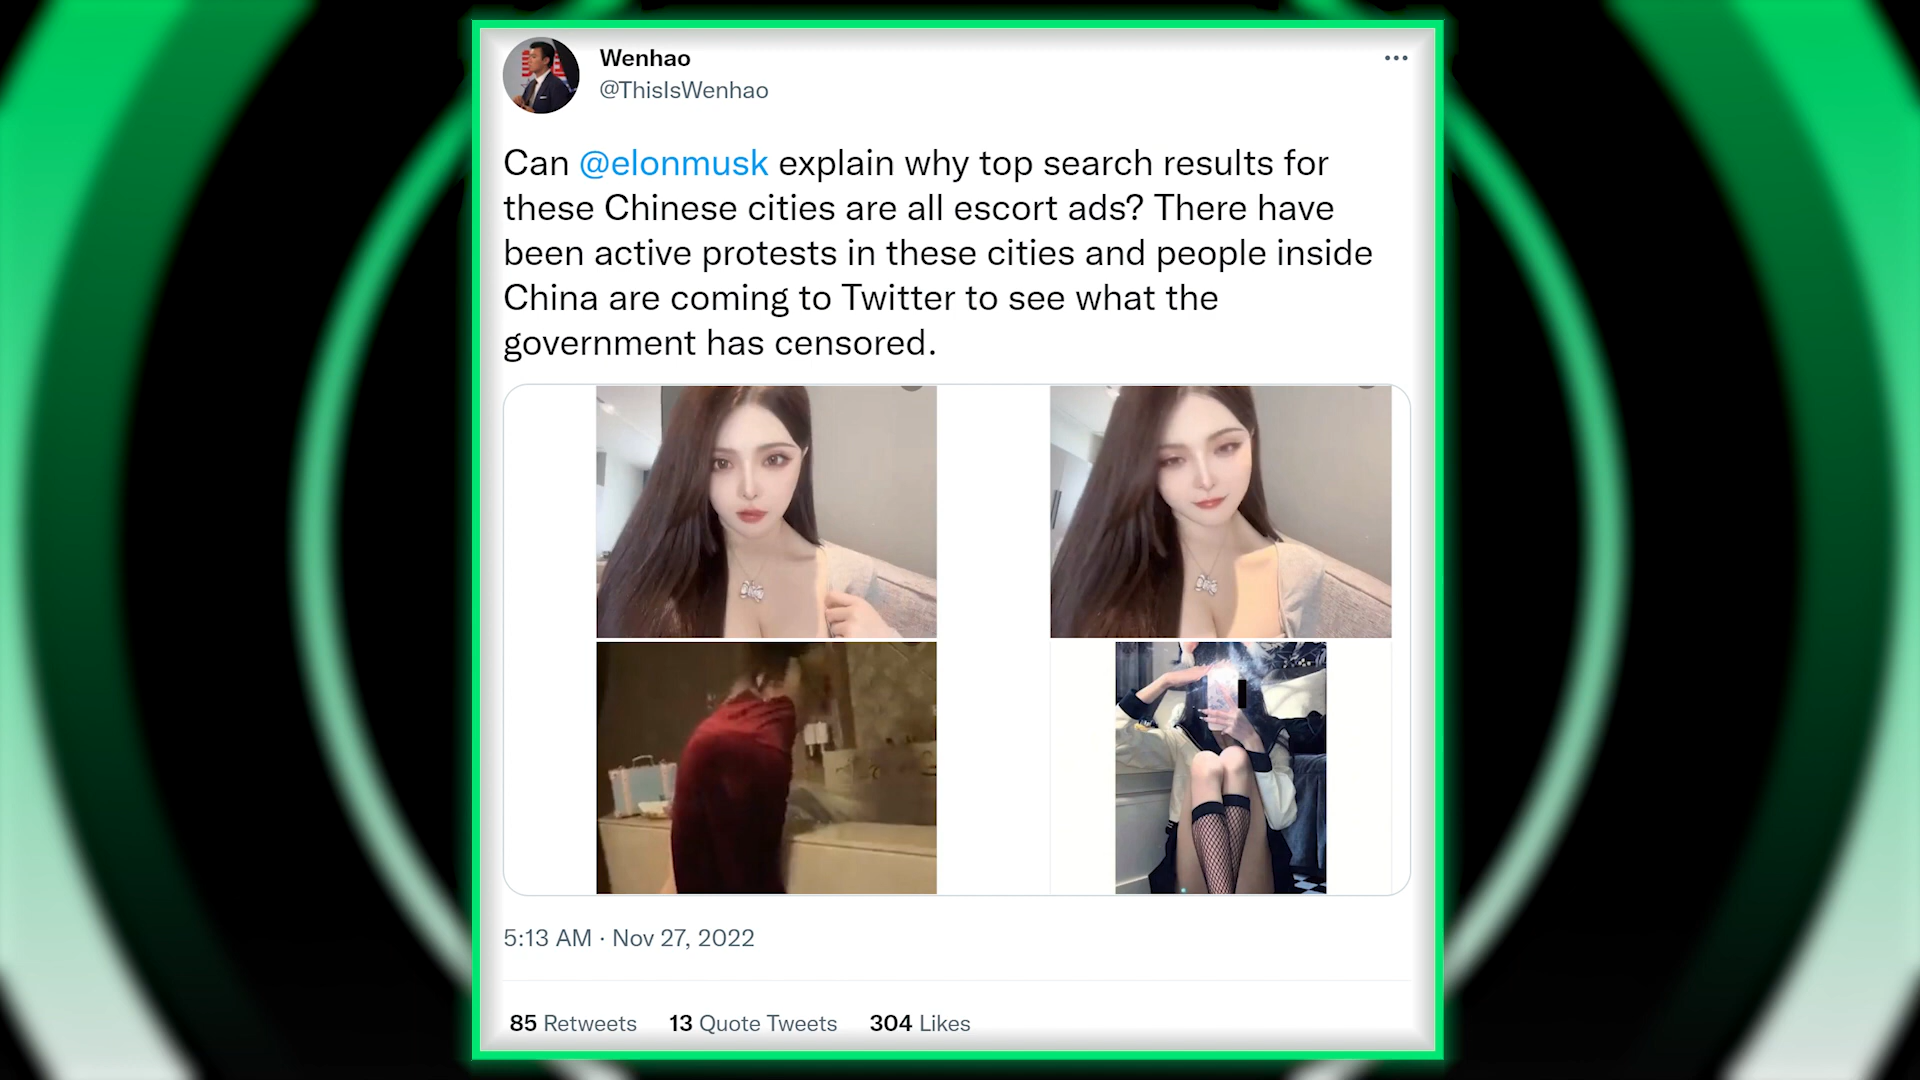 Wenhao
@ThisIsWenhao
Can @elonmusk explain why top search results for
these Chinese cities are all escort ads? There have
been active protests in these cities and people inside
China are coming to Twitter to see what the
government has censored.
5:13 AM · Nov 27, 2022
85 Retweets 13 Quote Tweets 304 Likes